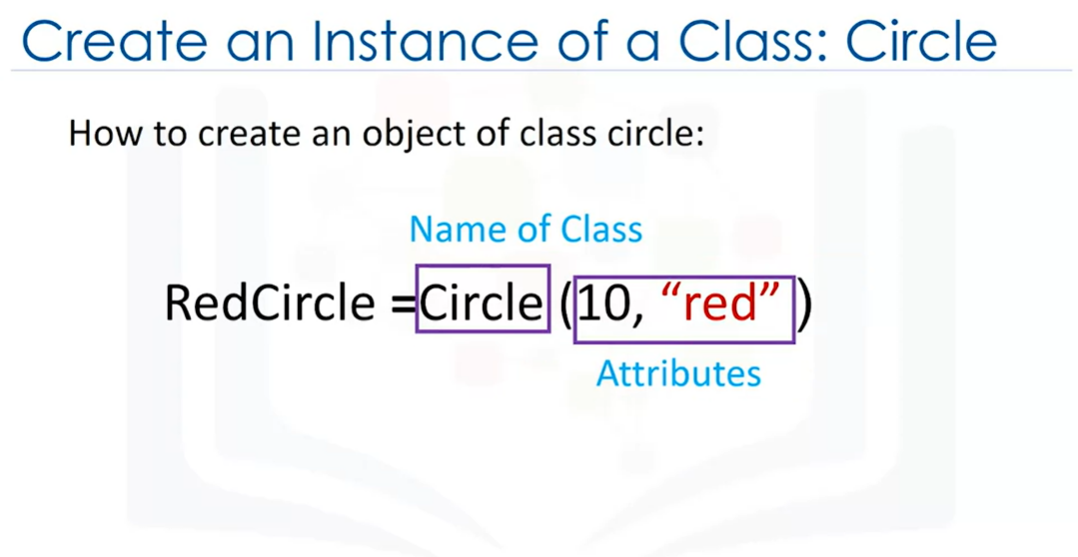 Create an Instance of a Class: Circle
How to create an object of class circle:
Name of Class
RedCircle =Circle (10, “red” )
Attributes